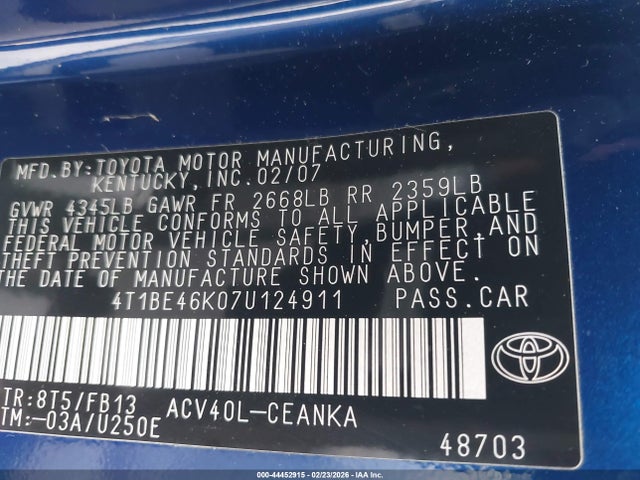 MFD.BY:TOYOTA MOTOR MANUFACTURING,
KENTUCKY, INC.02/07
GVWR 4345LB GAWR FR 2668LB RR 2359LB
THIS VEHICLE CONFORMS TO ALL APPLICABLE
FEDERAL MOTOR VEHICLE SAFETY,BUMPER,AND
THEFT PREVENTION STANDARDS IN EFFECT ON
THE DATE OF MANUFACTURE SHOWN ABOVE.
4T1BE46K07U124911 PASS.CAR
TR:8T5/FB13 ACV40L-CEANKA
TM:-03A/U250E
48703
000-44452915 - 02/23/2026 - IAA Inc.